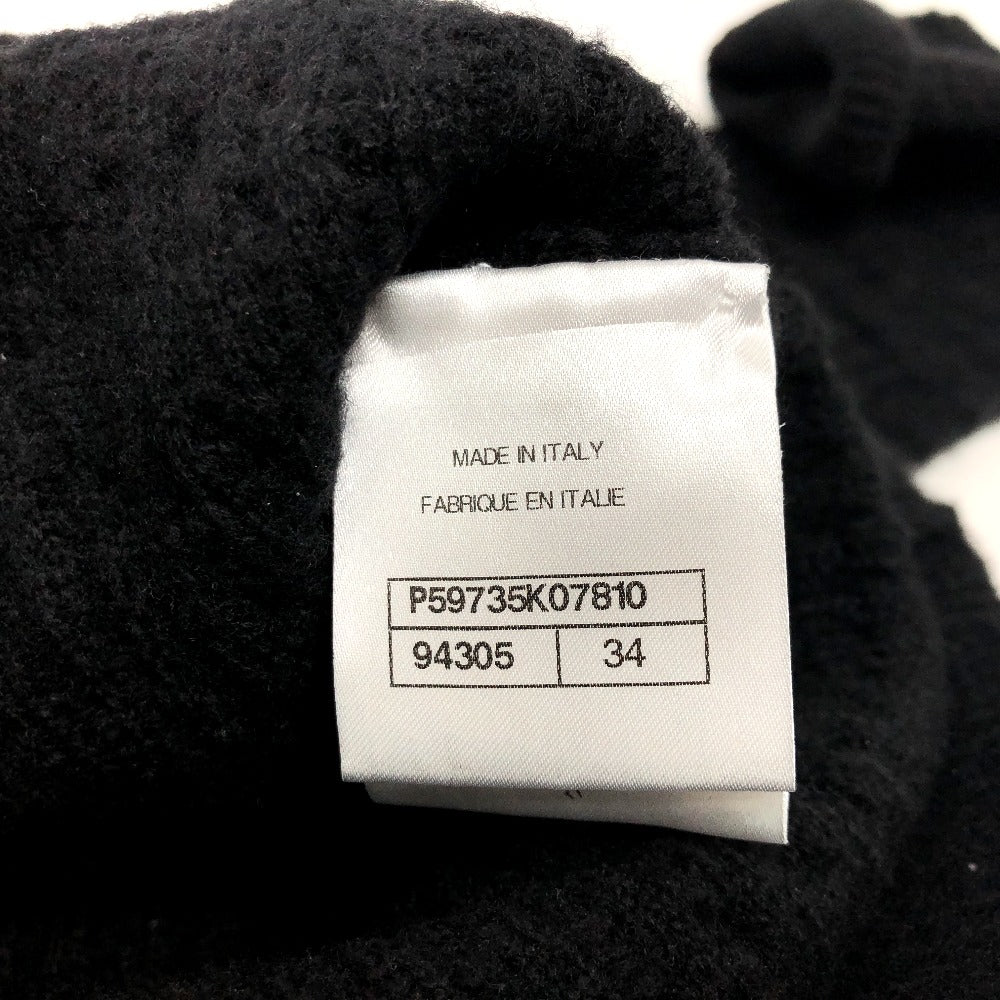 MADE IN ITALY
FABRIQUE EN ITALIE
P59735K07810
94305 34